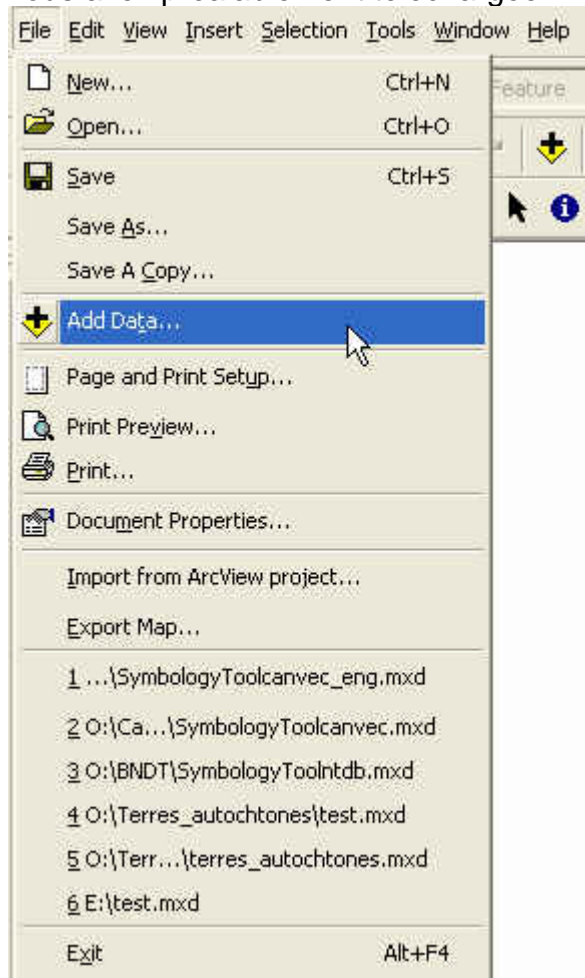 File Edit View Insert Selection Tools Window Help
New... Ctrl+N
Feature
Open... Ctrl+O
Save Ctrl+S
Save As...
Save A Copy...
Add Data...
Page and Print Setup...
Print Preview...
Print...
Document Properties...
Import from ArcView project...
Export Map...
1 ...\SymbologyToolcanvec_eng.mxd
2 O:\Ca...\SymbologyToolcanvec.mxd
3 O:\BNDT\SymbologyToolntdb.mxd
4 O:\Terres_autochtones\test.mxd
5 O:\Terr...\terres_autochtones.mxd
6 E:\test.mxd
Exit Alt+F4